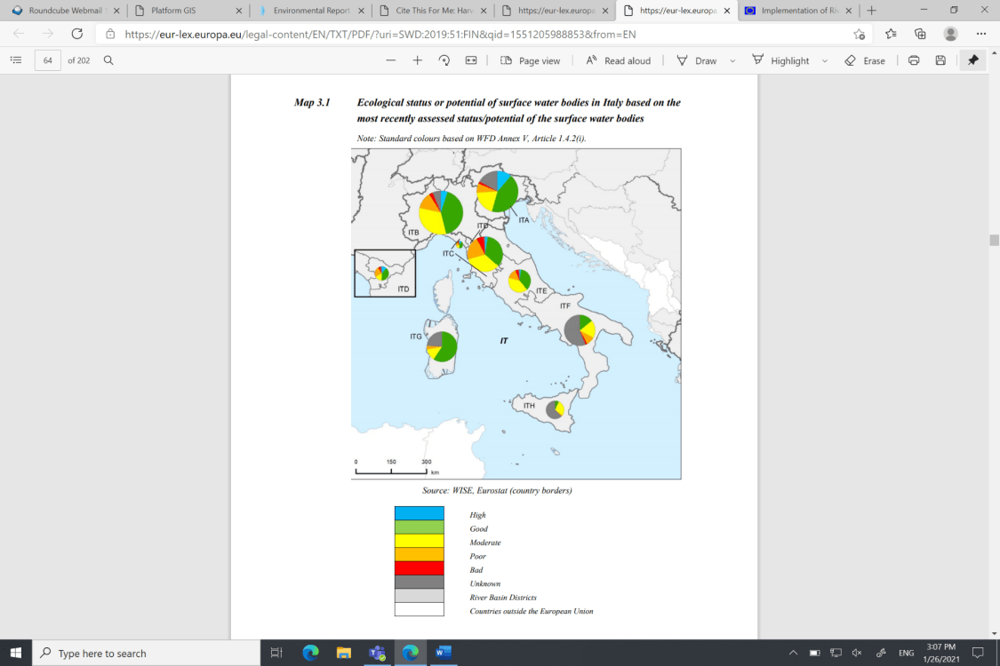 Roundcube Webmail
Platform GIS
Environmental Report
Cite This For Me: Harv
https://eur-lex.europa
https://eur-lex.europa
Implementation of Riv
https://eur-lex.europa.eu/legal-content/EN/TXT/PDF/?uri=SWD:2019:51:FIN&qid=1551205988853&from=EN
64 of 202
Page view
Read aloud
Draw
Highlight
Erase
Map 3.1 Ecological status or potential of surface water bodies in Italy based on the
most recently assessed status/potential of the surface water bodies
Note: Standard colours based on WFD Annex V, Article 1.4.2(i).
ITA
ITB
ITD
ITC
ITD
ITE
ITF
ITG
IT
ITH
0 150 300
km
Source: WISE, Eurostat (country borders)
High
Good
Moderate
Poor
Bad
Unknown
River Basin Districts
Countries outside the European Union
Type here to search
ENG
3:07 PM
1/26/2021